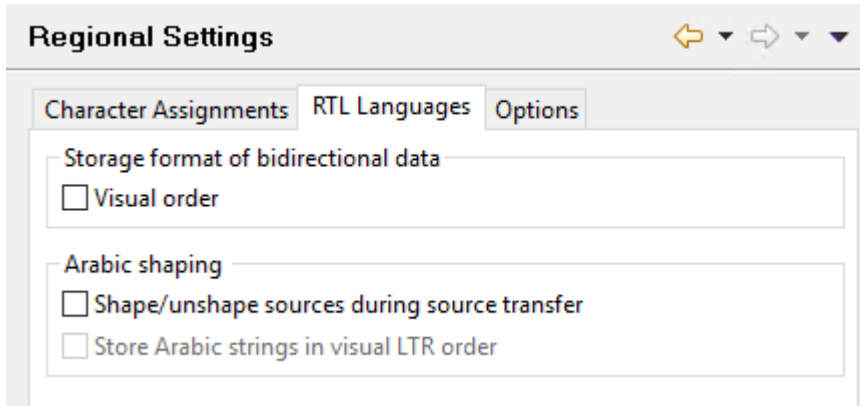 Regional Settings
Character Assignments RTL Languages Options
Storage format of bidirectional data
Visual order
Arabic shaping
Shape/unshape sources during source transfer
Store Arabic strings in visual LTR order